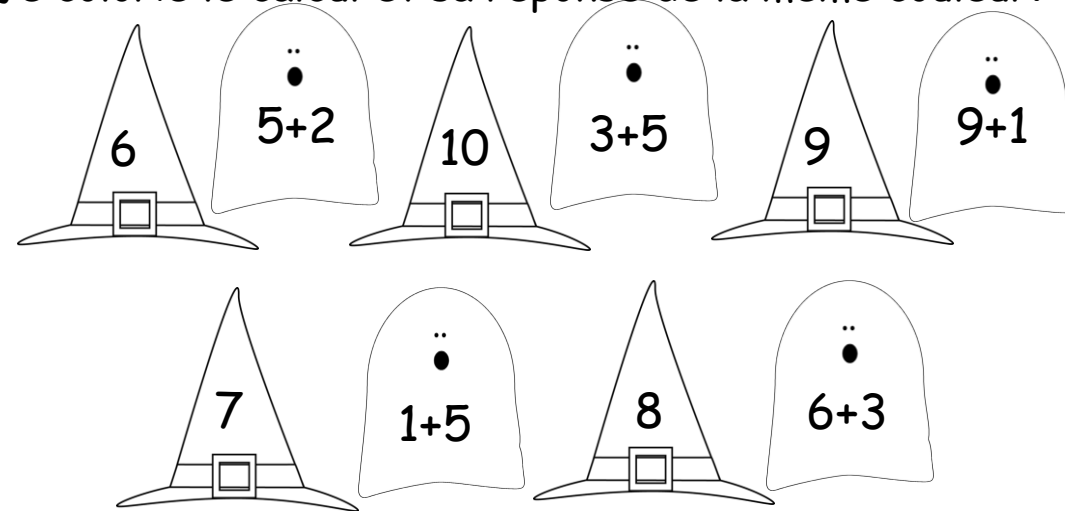 colorie le calcul et sa réponse de la même couleur.
6 5+2 10 3+5 9 9+1
7 1+5 8 6+3